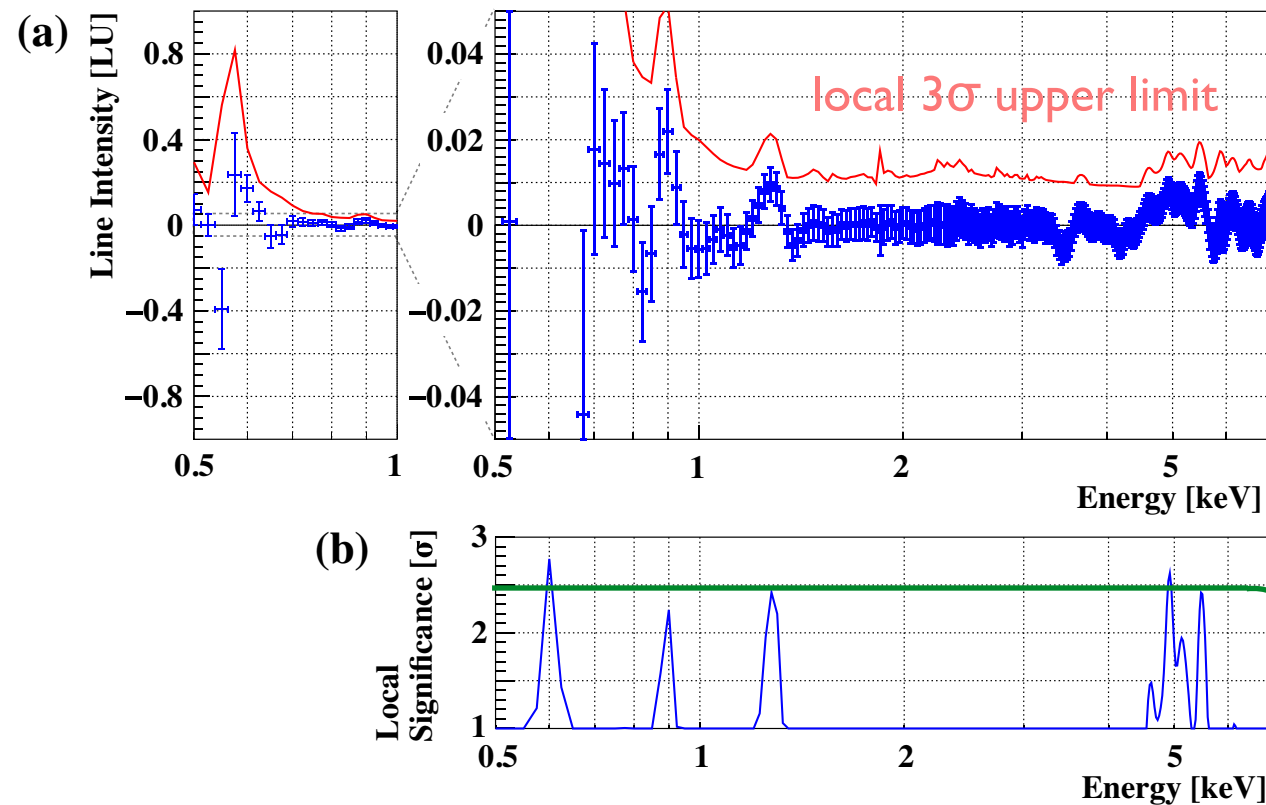 (a)
Line Intensity [LU]
0.8
0.4
0
−0.4
−0.8
0.5
1
0.04
0.02
0
−0.02
−0.04
local 3σ upper limit
0.5
1
2
5
Energy [keV]
(b)
Local
Significance [σ]
3
2
1
0.5
1
2
5
Energy [keV]